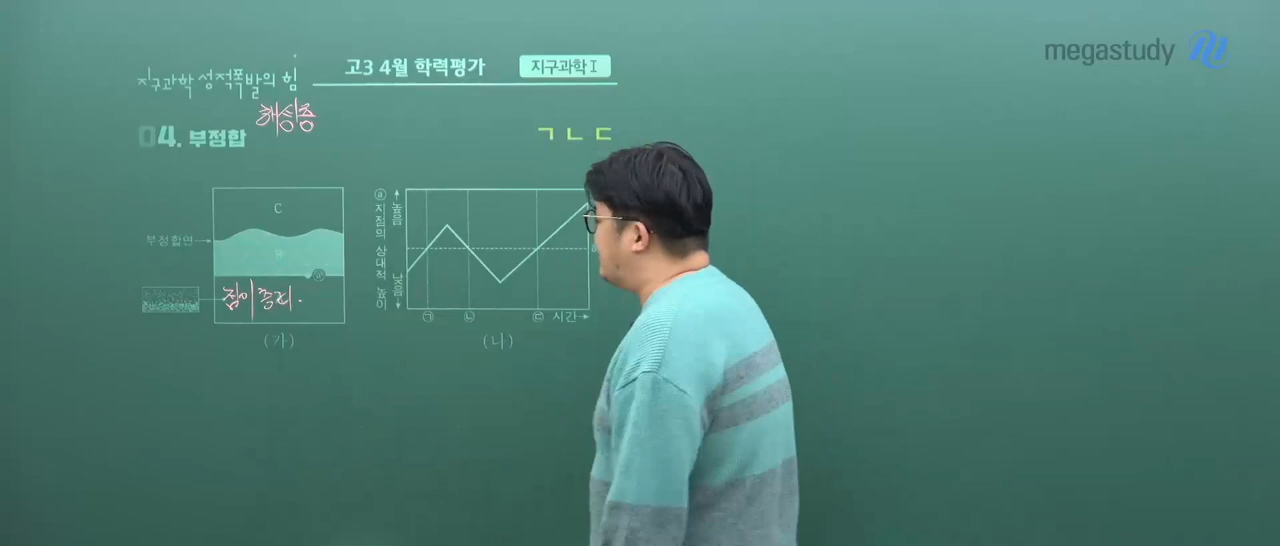 megastudy
지구과학 성적폭발의 힘
고3 4월 학력평가
지구과학 I
해성층
04. 부정합
ㄱ ㄴ ㄷ
C
부정합면
B
ⓐ
점이층리.
(가)
ⓐ 지점의 상대적 높이
높음
낮음
㉠ ㉡ ㉢ 시간
(나)